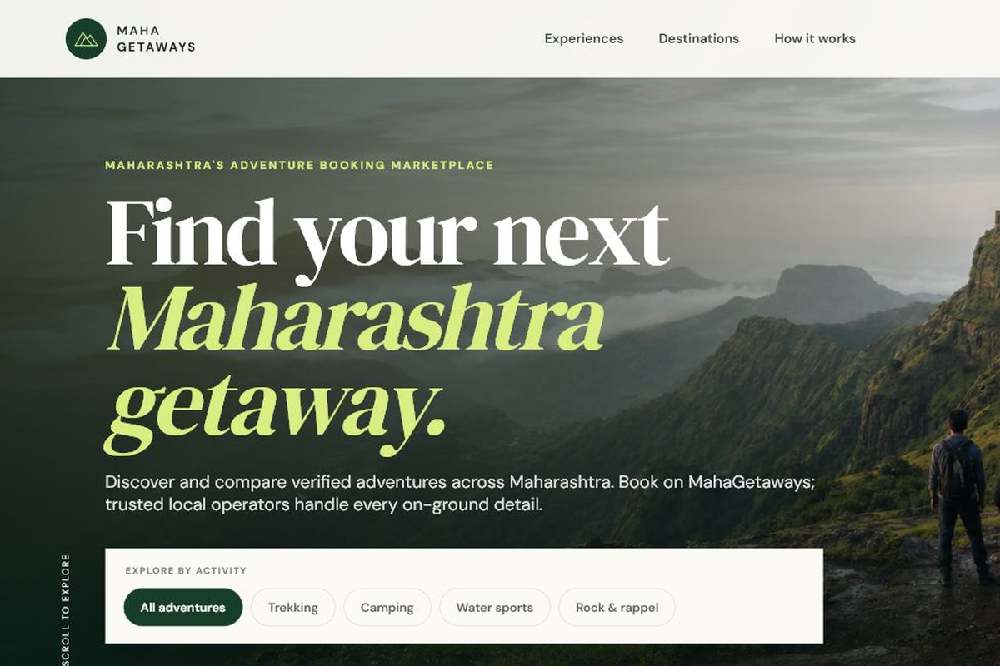 MAHA
GETAWAYS
Experiences
Destinations
How it works
MAHARASHTRA'S ADVENTURE BOOKING MARKETPLACE
Find your next
Maharashtra
getaway.
Discover and compare verified adventures across Maharashtra. Book on MahaGetaways;
trusted local operators handle every on-ground detail.
SCROLL TO EXPLORE
EXPLORE BY ACTIVITY
All adventures
Trekking
Camping
Water sports
Rock & rappel